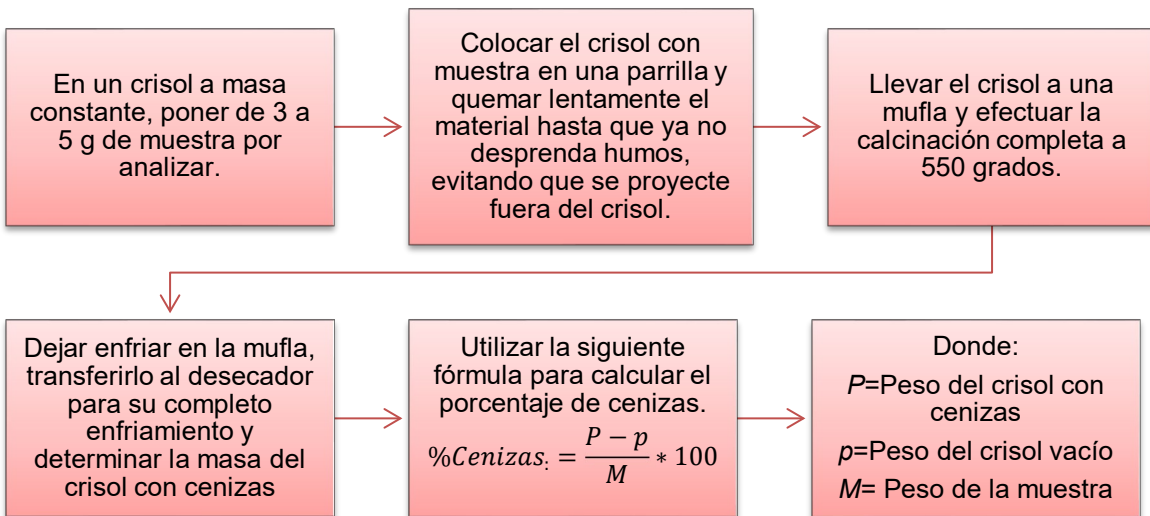 En un crisol a masa
constante, poner de 3 a
5 g de muestra por
analizar.
Colocar el crisol con
muestra en una parrilla y
quemar lentamente el
material hasta que ya no
desprenda humos,
evitando que se proyecte
fuera del crisol.
Llevar el crisol a una
mufla y efectuar la
calcinación completa a
550 grados.
Dejar enfriar en la mufla,
transferirlo al desecador
para su completo
enfriamiento y
determinar la masa del
crisol con cenizas
Utilizar la siguiente
fórmula para calcular el
porcentaje de cenizas.
%Cenizas: = (P − p)/M * 100
Donde:
P=Peso del crisol con
cenizas
p=Peso del crisol vacío
M= Peso de la muestra